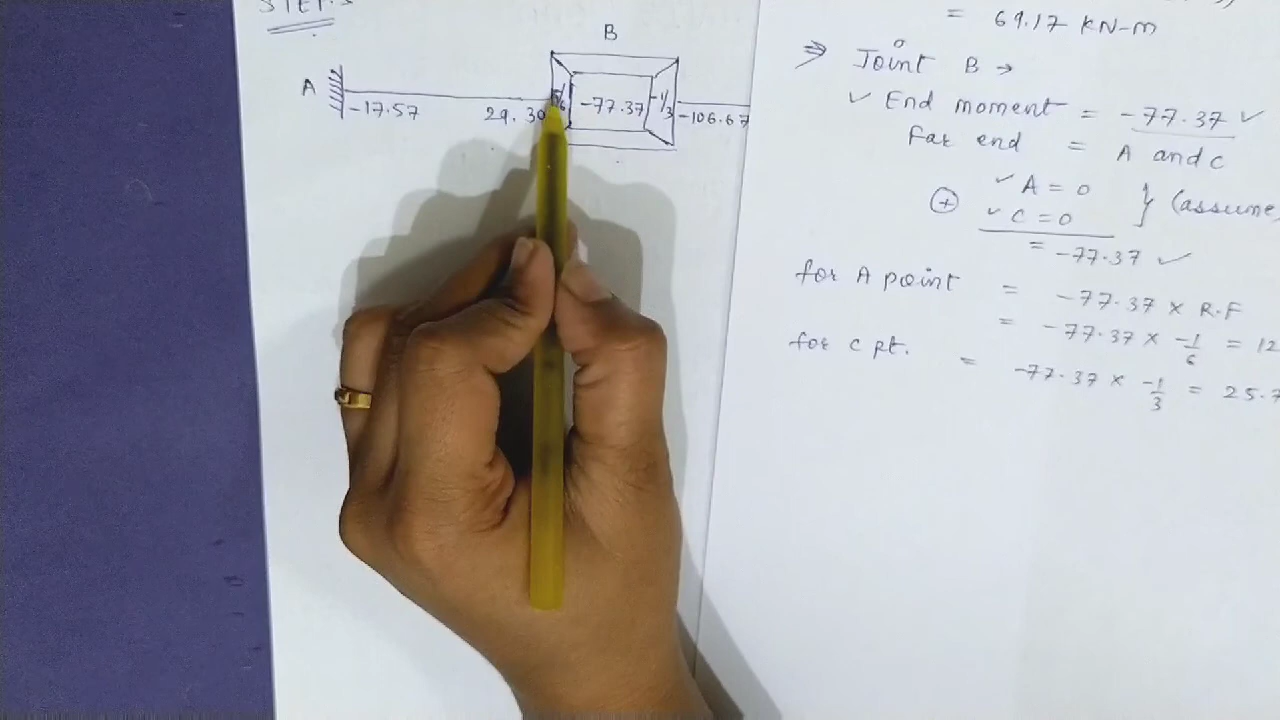 B
A
-17.57 29.30 -77.37 -1/3 -106.67
= 69.17 KN-m
⇒ Joint B →
✓ End moment = -77.37 ✓
Far end = A and C
✓ A = 0
⊕ ✓ C = 0 } (assume
= -77.37 ✓
for A point = -77.37 × R.F
= -77.37 × -1/6 = 12
for C pt. = -77.37 × -1/3 = 25.7